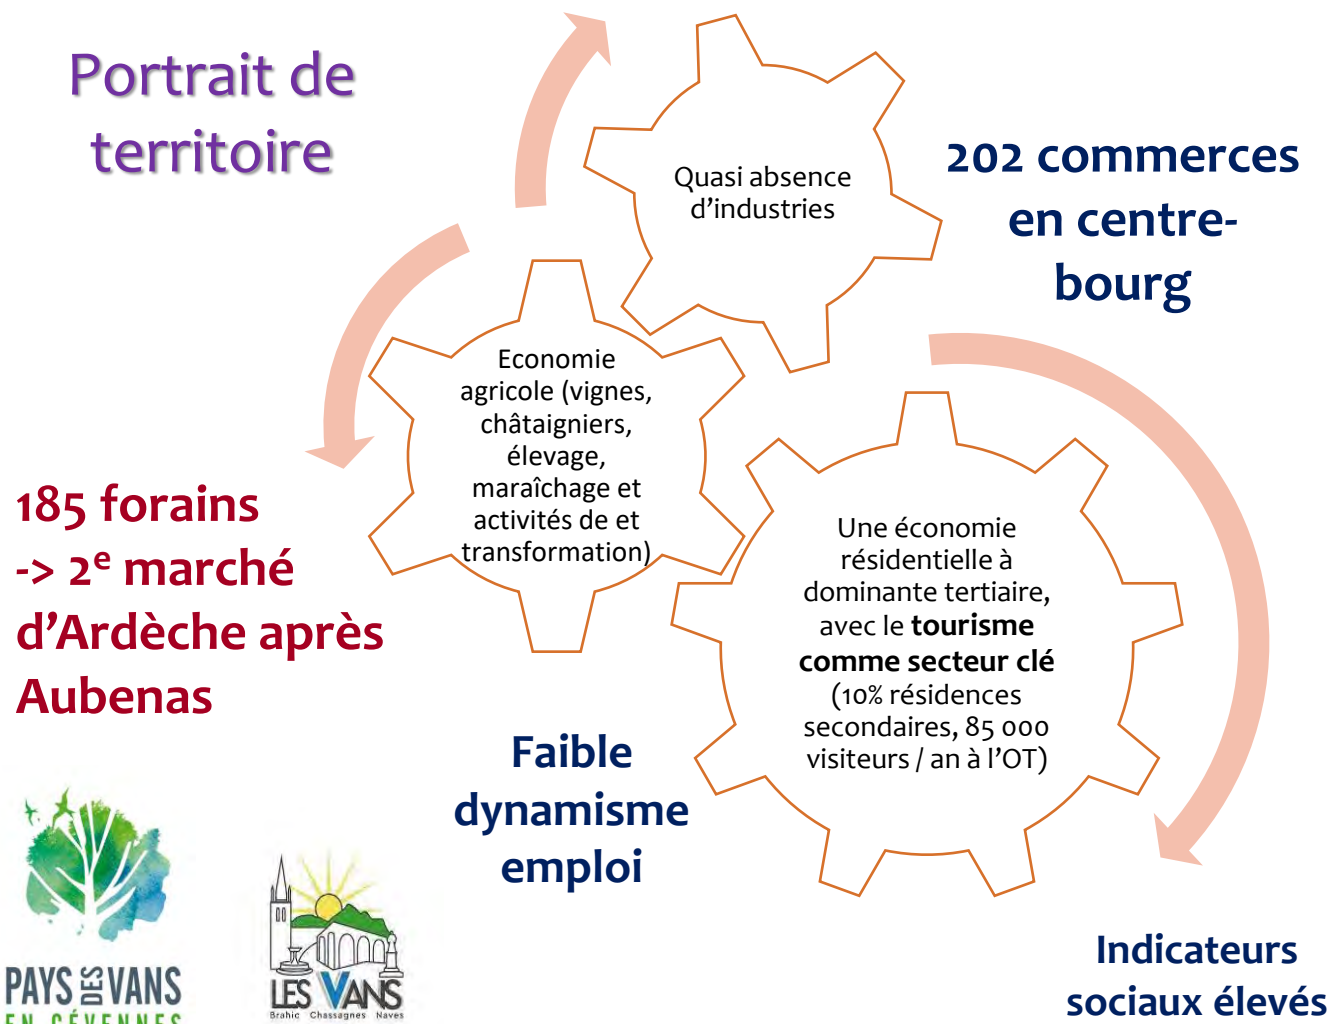 Portrait de
territoire
Quasi absence
d’industries
202 commerces
en centre-
bourg
Economie
agricole (vignes,
châtaigniers,
élevage,
maraîchage et
activités de et
transformation)
185 forains
-> 2e marché
d’Ardèche après
Aubenas
Une économie
résidentielle à
dominante tertiaire,
avec le tourisme
comme secteur clé
(10% résidences
secondaires, 85 000
visiteurs / an à l’OT)
Faible
dynamisme
emploi
Indicateurs
sociaux élevés
PAYS DES VANS
EN CÉVENNES
LES VANS
Brahic Chassagnes Naves